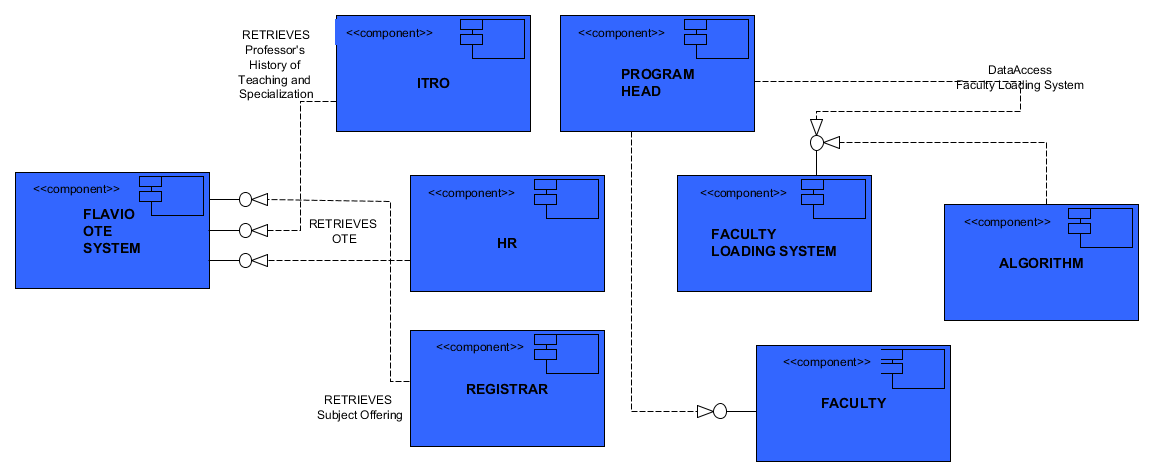 RETRIEVES
Professor's
History of
Teaching and
Specialization
<<component>>
ITRO
<<component>>
PROGRAM
HEAD
DataAccess
Faculty Loading System
<<component>>
FLAVIO
OTE
SYSTEM
RETRIEVES
OTE
<<component>>
HR
<<component>>
FACULTY
LOADING SYSTEM
<<component>>
ALGORITHM
<<component>>
REGISTRAR
RETRIEVES
Subject Offering
<<component>>
FACULTY